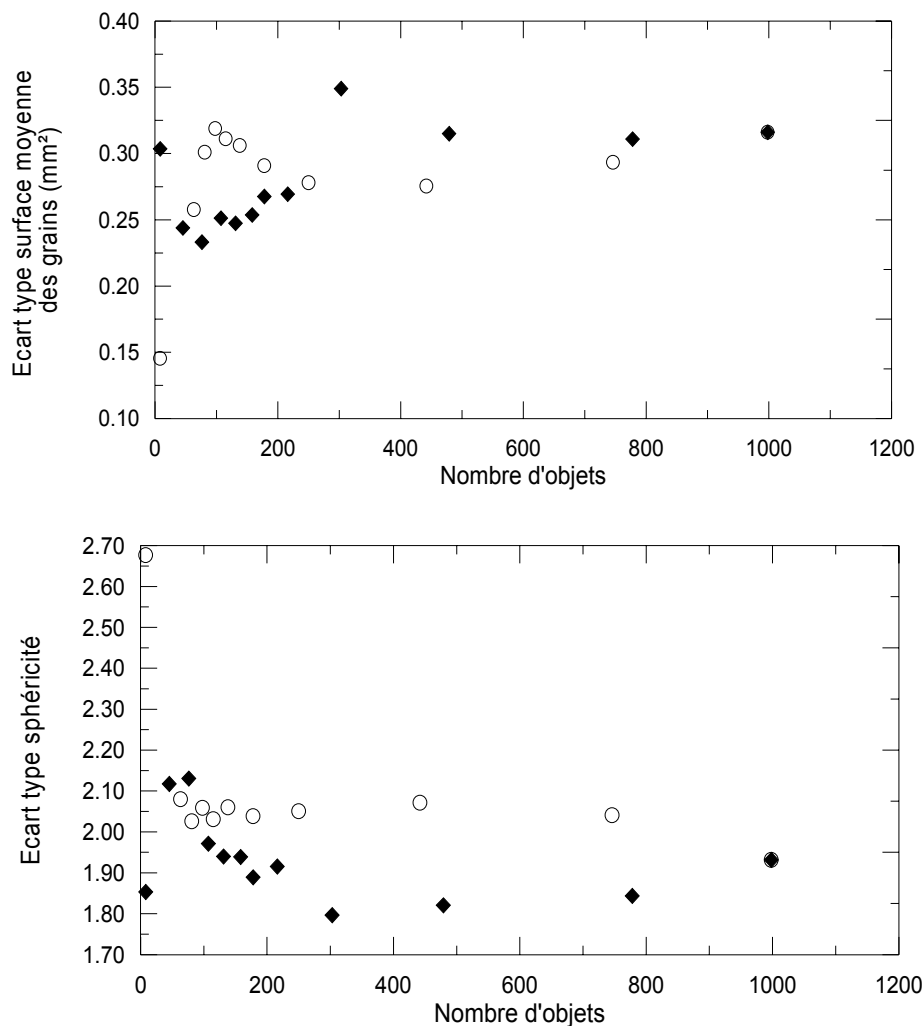 0.40
0.35
0.30
0.25
0.20
0.15
0.10
Ecart type surface moyenne
des grains (mm²)
0 200 400 600 800 1000 1200
Nombre d'objets
2.70
2.60
2.50
2.40
2.30
2.20
2.10
2.00
1.90
1.80
1.70
Ecart type sphéricité
0 200 400 600 800 1000 1200
Nombre d'objets